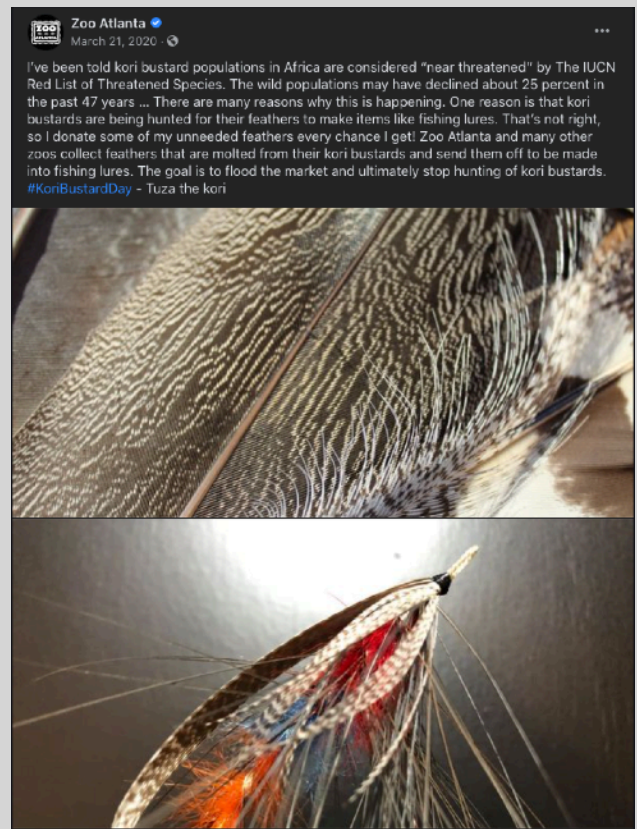 Zoo Atlanta
March 21, 2020 ·
I've been told kori bustard populations in Africa are considered "near threatened" by The IUCN
Red List of Threatened Species. The wild populations may have declined about 25 percent in
the past 47 years ... There are many reasons why this is happening. One reason is that kori
bustards are being hunted for their feathers to make items like fishing lures. That's not right,
so I donate some of my unneeded feathers every chance I get! Zoo Atlanta and many other
zoos collect feathers that are molted from their kori bustards and send them off to be made
into fishing lures. The goal is to flood the market and ultimately stop hunting of kori bustards.
#KoriBustardDay - Tuza the kori